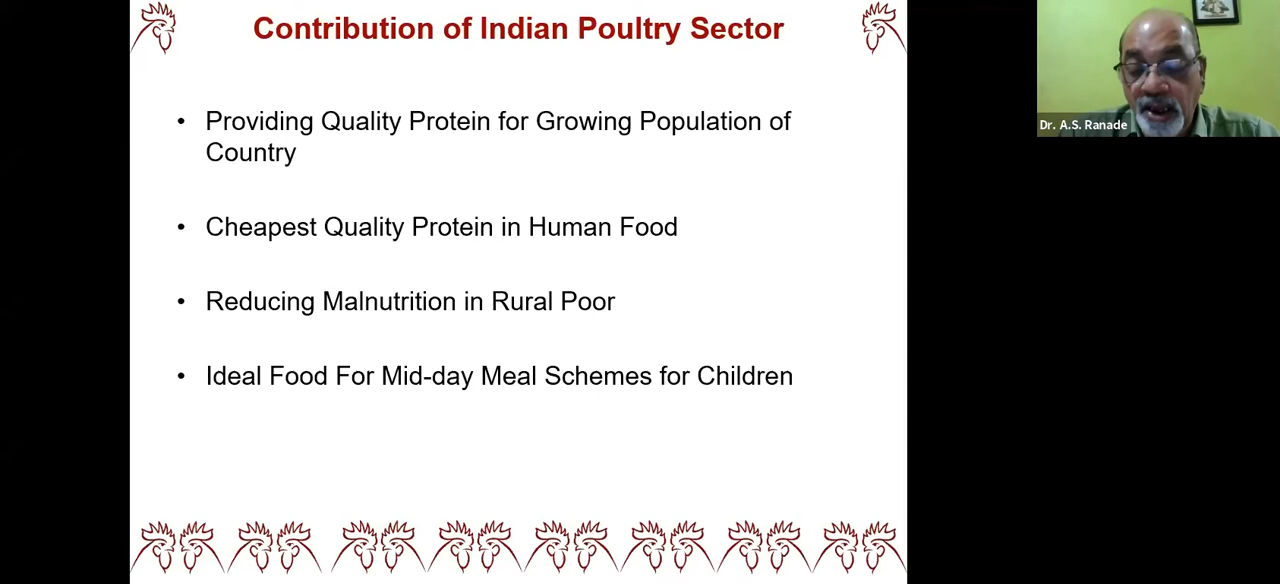 Contribution of Indian Poultry Sector
• Providing Quality Protein for Growing Population of
Country
• Cheapest Quality Protein in Human Food
• Reducing Malnutrition in Rural Poor
• Ideal Food For Mid-day Meal Schemes for Children
Dr. A.S. Ranade